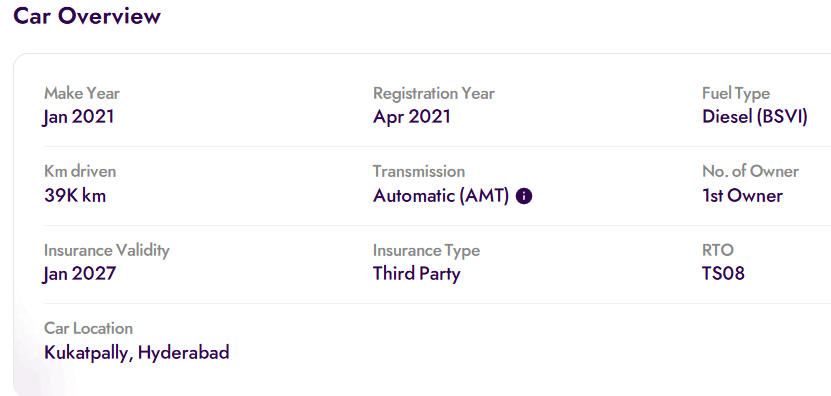 Car Overview
Make Year
Registration Year
Fuel Type
Jan 2021
Apr 2021
Diesel (BSVI)
Km driven
Transmission
No. of Owner
39K km
Automatic (AMT)
1st Owner
Insurance Validity
Insurance Type
RTO
Jan 2027
Third Party
TS08
Car Location
Kukatpally, Hyderabad